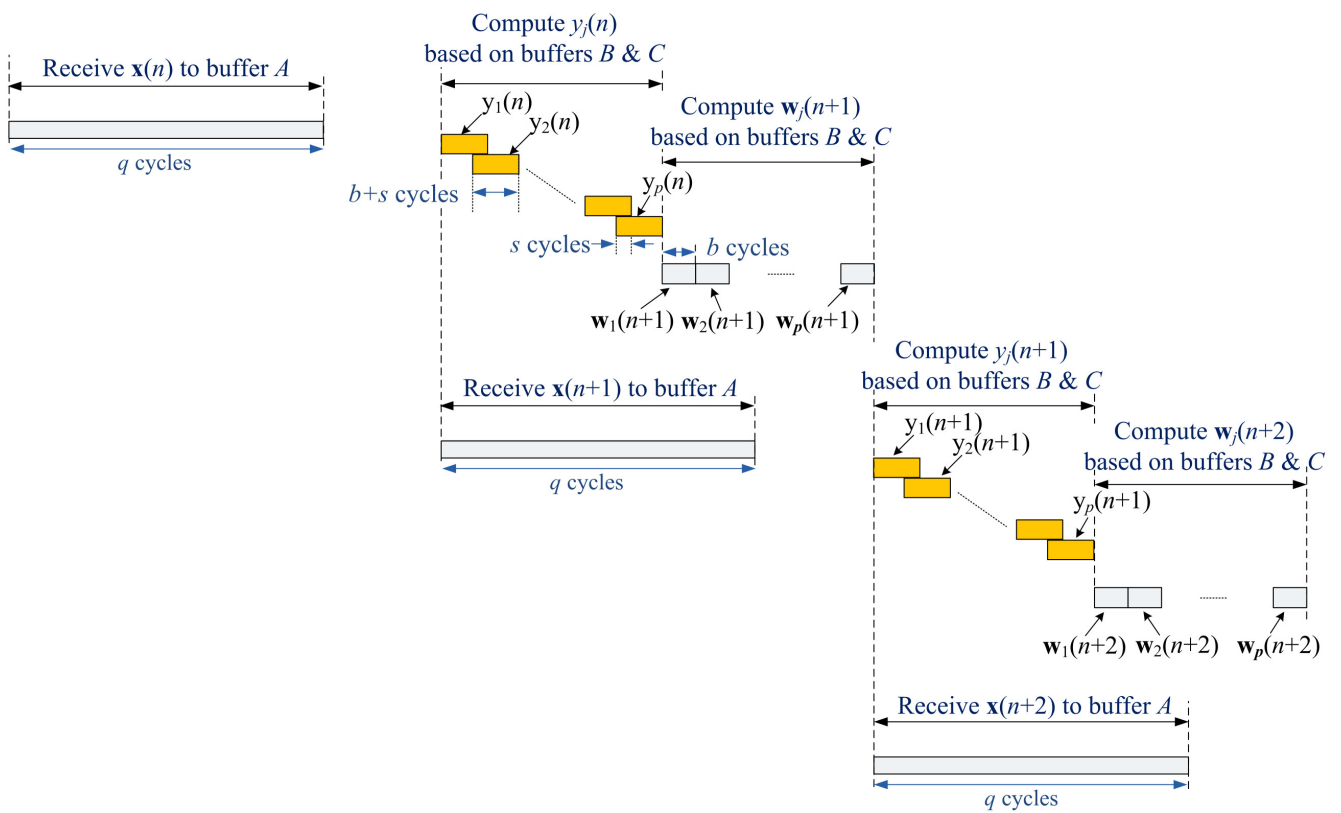 Compute yj(n)
based on buffers B & C
Receive x(n) to buffer A
q cycles
y1(n)
y2(n)
Compute wj(n+1)
based on buffers B & C
b+s cycles
yp(n)
s cycles
b cycles
w1(n+1) w2(n+1) wp(n+1)
Receive x(n+1) to buffer A
q cycles
Compute yj(n+1)
based on buffers B & C
y1(n+1)
y2(n+1)
Compute wj(n+2)
based on buffers B & C
yp(n+1)
w1(n+2) w2(n+2) wp(n+2)
Receive x(n+2) to buffer A
q cycles